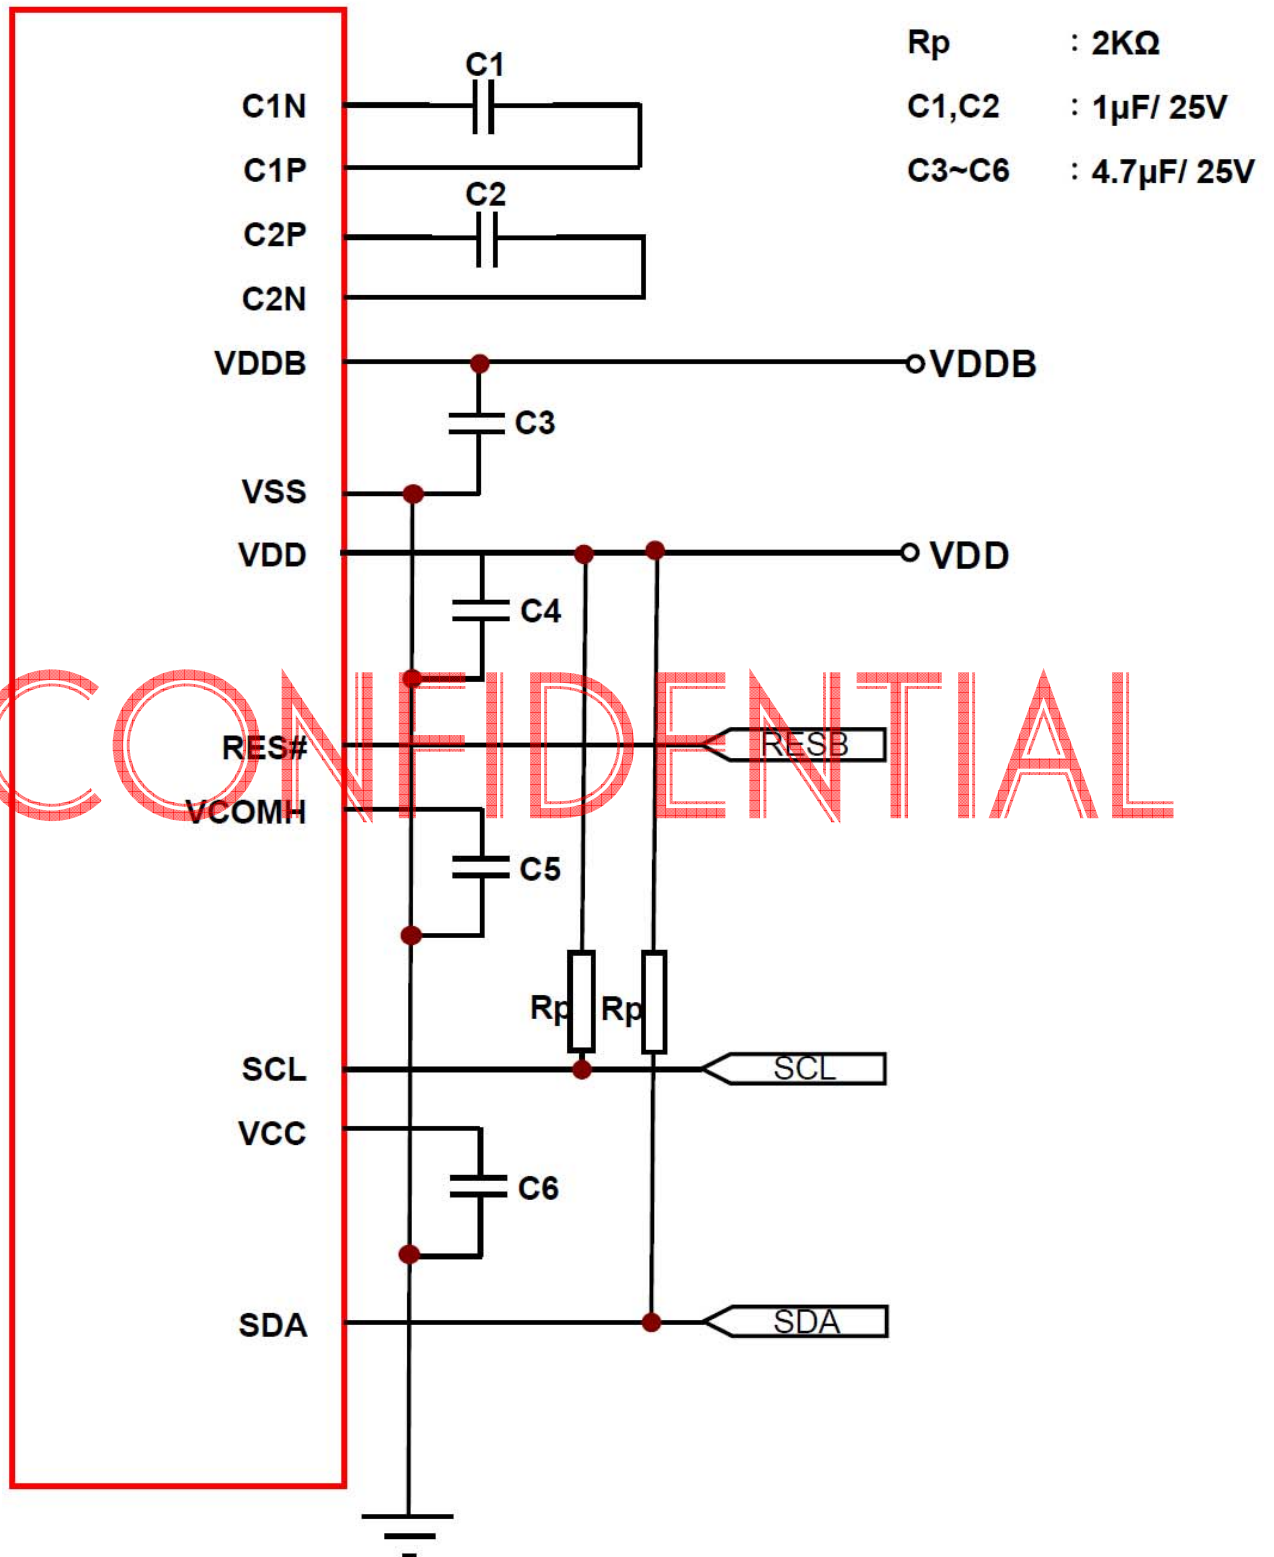 Rp : 2KΩ
C1,C2 : 1µF/ 25V
C3~C6 : 4.7µF/ 25V
C1
C1N
C1P
C2
C2P
C2N
VDDB
VDDB
C3
VSS
VDD
VDD
C4
CONFIDENTIAL
RES#
RESB
VCOMH
C5
Rp
Rp
SCL
SCL
VCC
C6
SDA
SDA